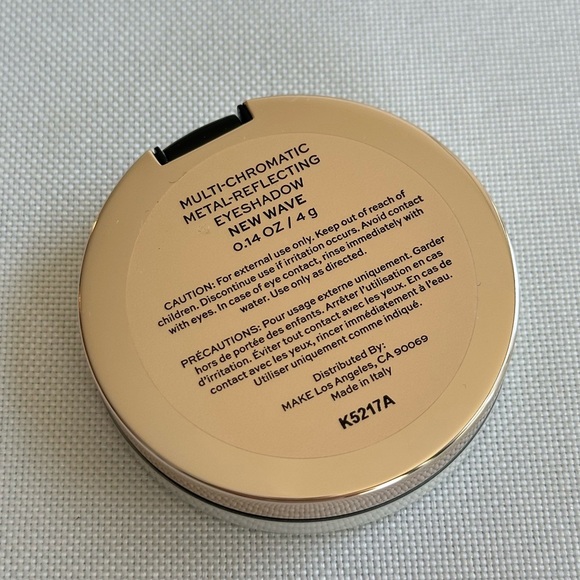 MULTI-CHROMATIC
METAL-REFLECTING
EYESHADOW
NEW WAVE
0.14 OZ / 4 g
CAUTION: For external use only. Keep out of reach of
children. Discontinue use if irritation occurs. Avoid contact
with eyes. In case of eye contact, rinse immediately with
water. Use only as directed.
PRÉCAUTIONS: Pour usage externe uniquement. Garder
hors de portée des enfants. Arrêter l'utilisation en cas
d'irritation. Éviter tout contact avec les yeux. En cas de
contact avec les yeux, rincer immédiatement à l'eau.
Utiliser uniquement comme indiqué.
Distributed By:
MAKE Los Angeles, CA 90069
Made in Italy
K5217A